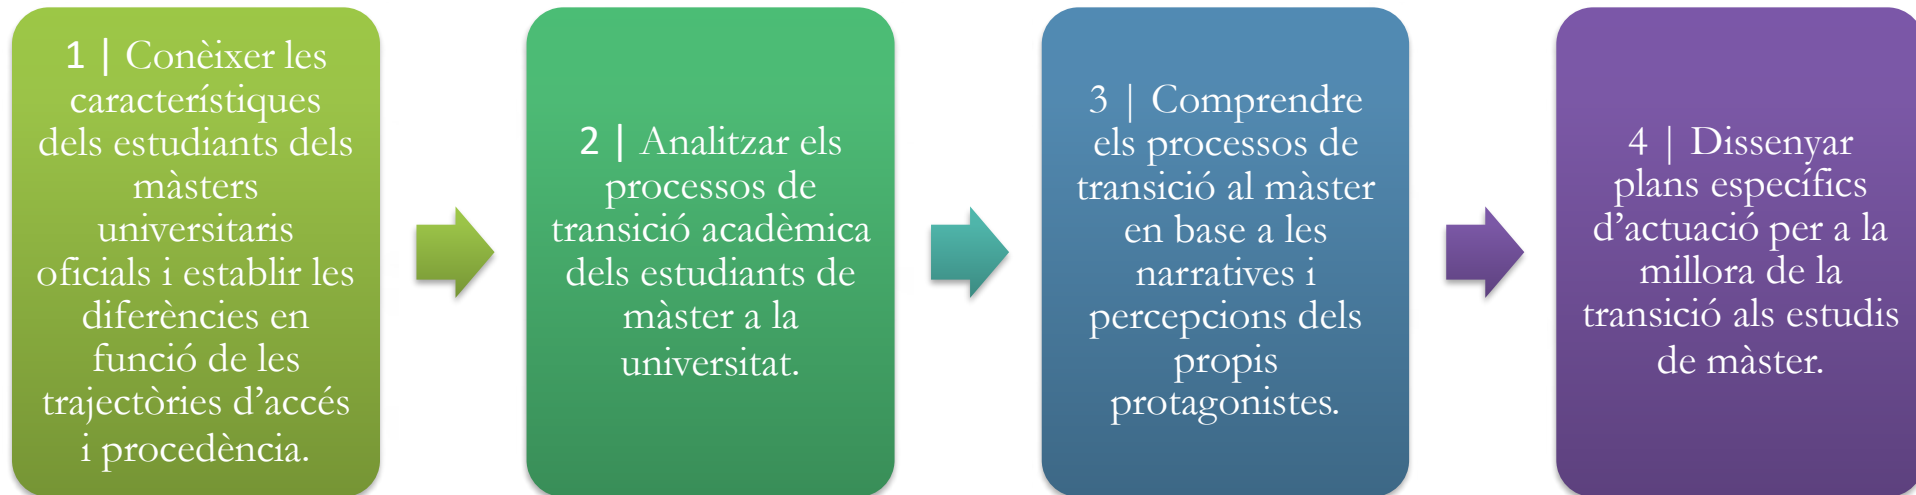 1 | Conèixer les
característiques
dels estudiants dels
màsters
universitaris
oficials i establir les
diferències en
funció de les
trajectòries d’accés
i procedència.
2 | Analitzar els
processos de
transició acadèmica
dels estudiants de
màster a la
universitat.
3 | Comprendre
els processos de
transició al màster
en base a les
narratives i
percepcions dels
propis
protagonistes.
4 | Dissenyar
plans específics
d’actuació per a la
millora de la
transició als estudis
de màster.